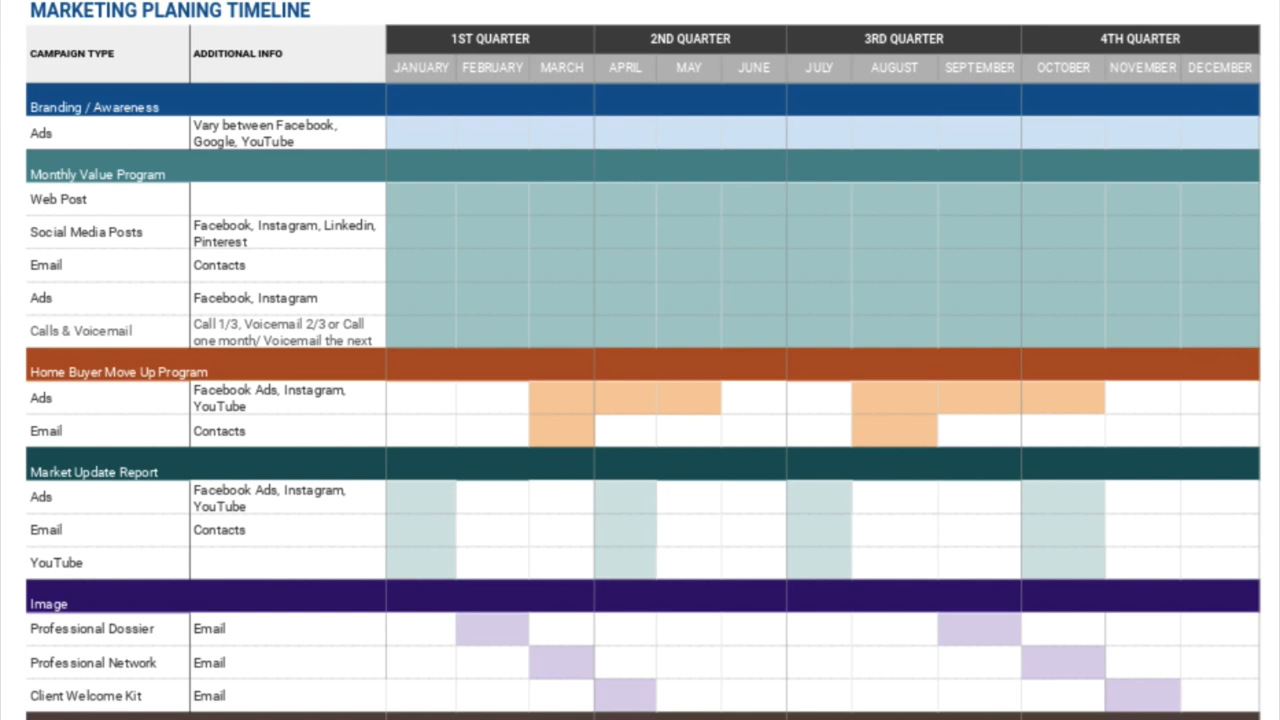 MARKETING PLANING TIMELINE
CAMPAIGN TYPE ADDITIONAL INFO 1ST QUARTER 2ND QUARTER 3RD QUARTER 4TH QUARTER
JANUARY FEBRUARY MARCH APRIL MAY JUNE JULY AUGUST SEPTEMBER OCTOBER NOVEMBER DECEMBER
Branding / Awareness
Ads Vary between Facebook,
Google, YouTube
Monthly Value Program
Web Post
Social Media Posts Facebook, Instagram, Linkedin,
Pinterest
Email Contacts
Ads Facebook, Instagram
Calls & Voicemail Call 1/3, Voicemail 2/3 or Call
one month/ Voicemail the next
Home Buyer Move Up Program
Ads Facebook Ads, Instagram,
YouTube
Email Contacts
Market Update Report
Ads Facebook Ads, Instagram,
YouTube
Email Contacts
YouTube
Image
Professional Dossier Email
Professional Network Email
Client Welcome Kit Email